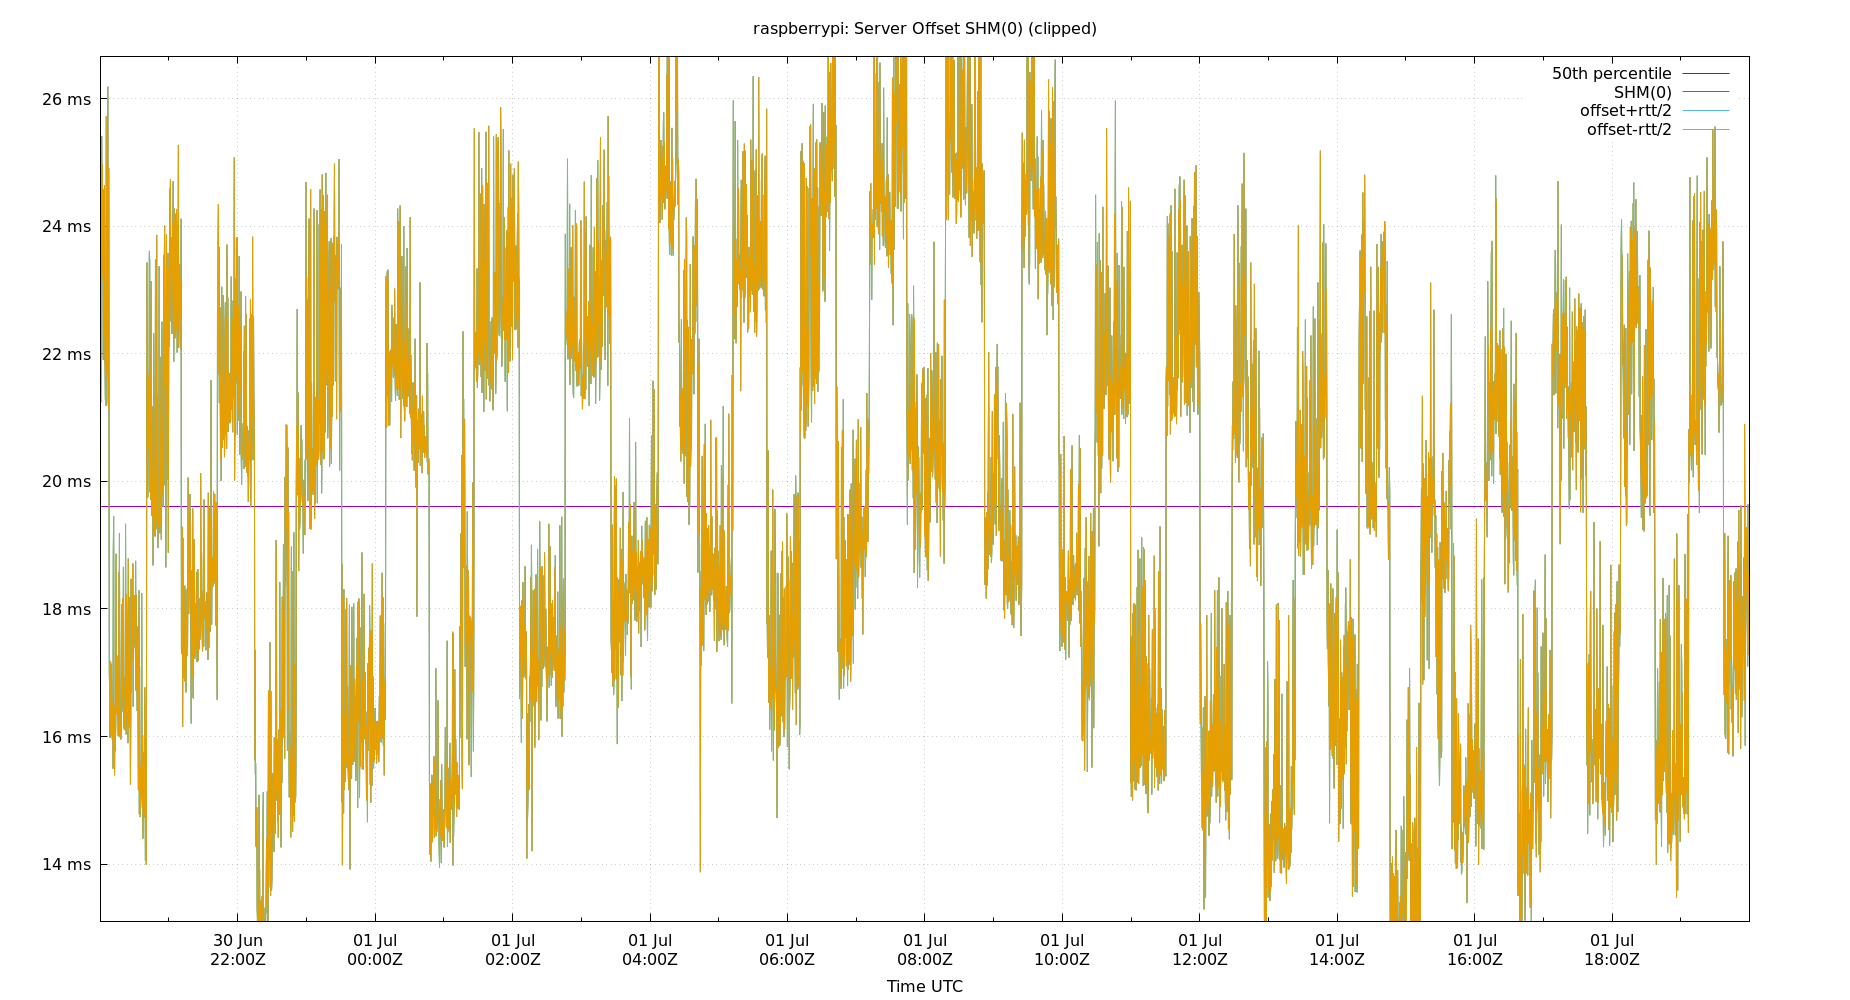 raspberrypi: Server Offset SHM(0) (clipped)
50th percentile
SHM(0)
offset+rtt/2
offset-rtt/2
26 ms
24 ms
22 ms
20 ms
18 ms
16 ms
14 ms
30 Jun 01 Jul 01 Jul 01 Jul 01 Jul 01 Jul 01 Jul 01 Jul 01 Jul 01 Jul 01 Jul
22:00Z 00:00Z 02:00Z 04:00Z 06:00Z 08:00Z 10:00Z 12:00Z 14:00Z 16:00Z 18:00Z
Time UTC